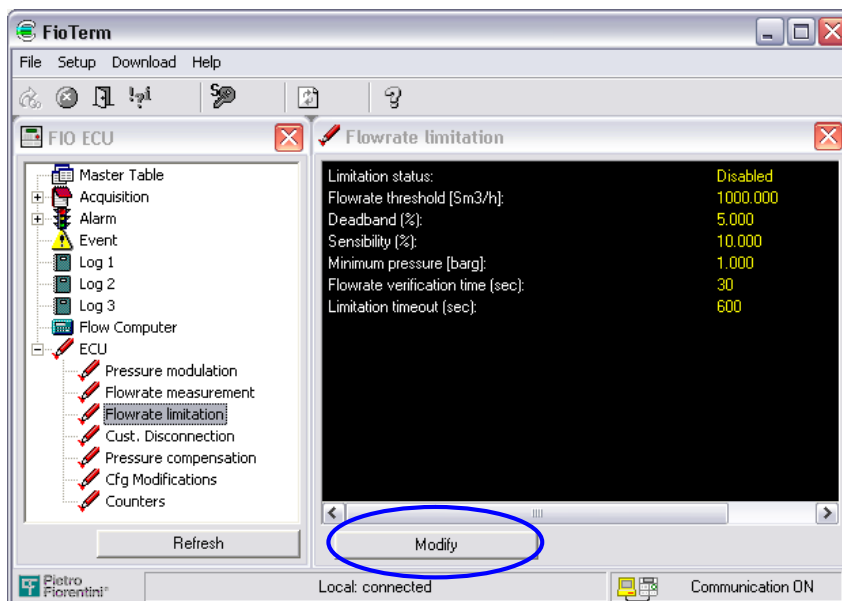 FioTerm
File Setup Download Help
FIO ECU
Master Table
Acquisition
Alarm
Event
Log 1
Log 2
Log 3
Flow Computer
ECU
Pressure modulation
Flowrate measurement
Flowrate limitation
Cust. Disconnection
Pressure compensation
Cfg Modifications
Counters
Refresh
Flowrate limitation
Limitation status: Disabled
Flowrate threshold [Sm3/h]: 1000.000
Deadband (%): 5.000
Sensibility (%): 10.000
Minimum pressure [barg]: 1.000
Flowrate verification time (sec): 30
Limitation timeout (sec): 600
Modify
Pietro
Fiorentini
Local: connected
Communication ON